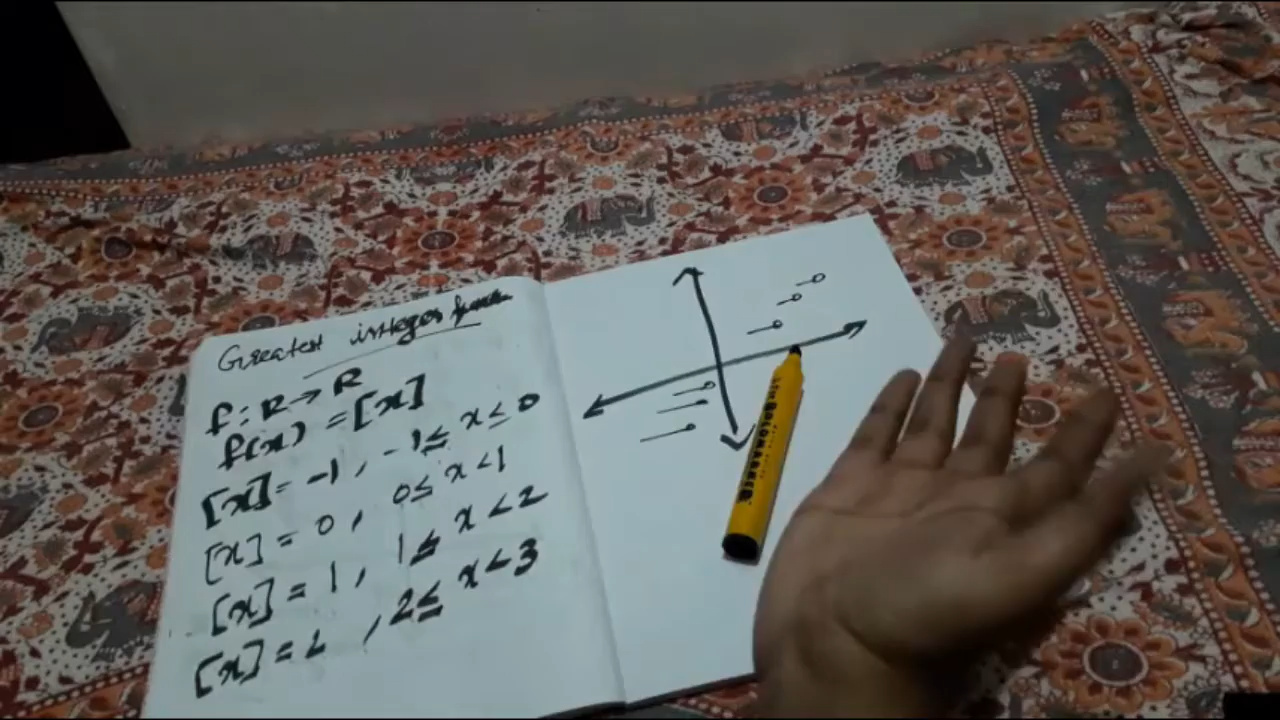 Greatest integer
f: R→R
f(x) = [x]
[x] = -1, -1≤ x≤0
[x] = 0, 0≤ x<1
[x] = 1, 1≤ x<2
[x] = 2, 2≤ x<3